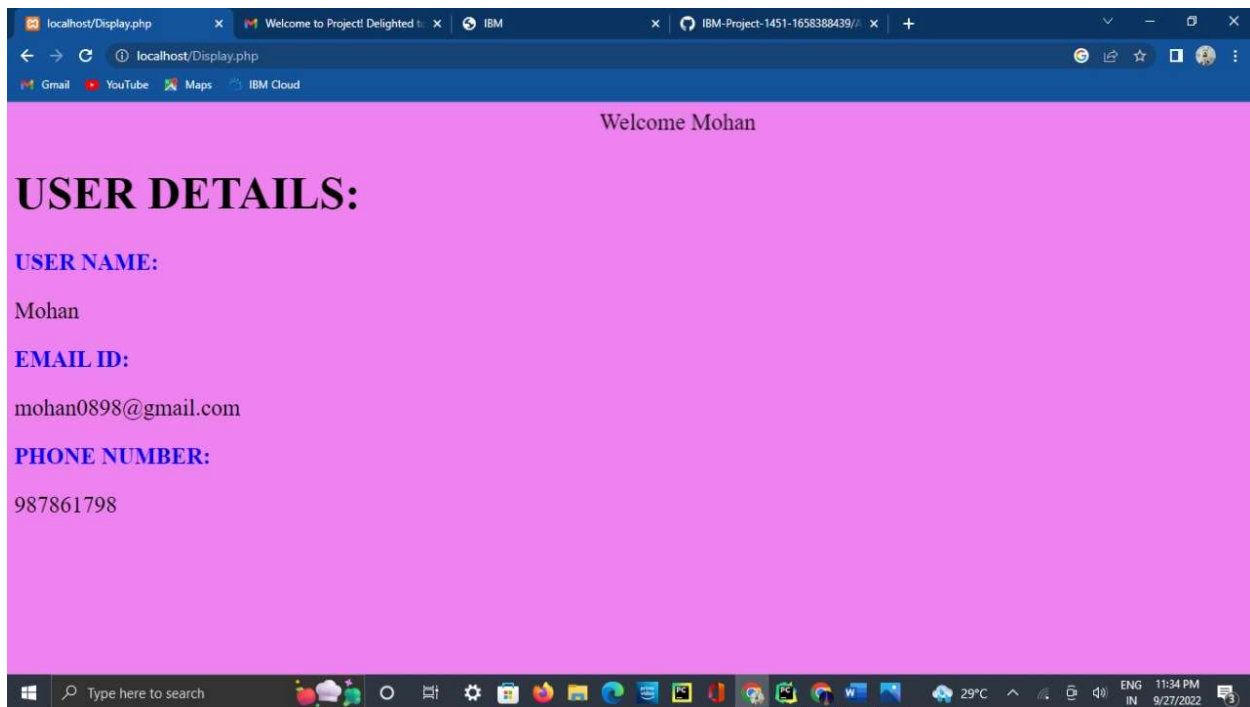 localhost/Display.php
Welcome to Project! Delighted
IBM
IBM-Project-1451-1658388439/
localhost/Display.php
Gmail YouTube Maps IBM Cloud
Welcome Mohan
USER DETAILS:
USER NAME:
Mohan
EMAIL ID:
mohan0898@gmail.com
PHONE NUMBER:
987861798
Type here to search
29°C
ENG
IN
11:34 PM
9/27/2022